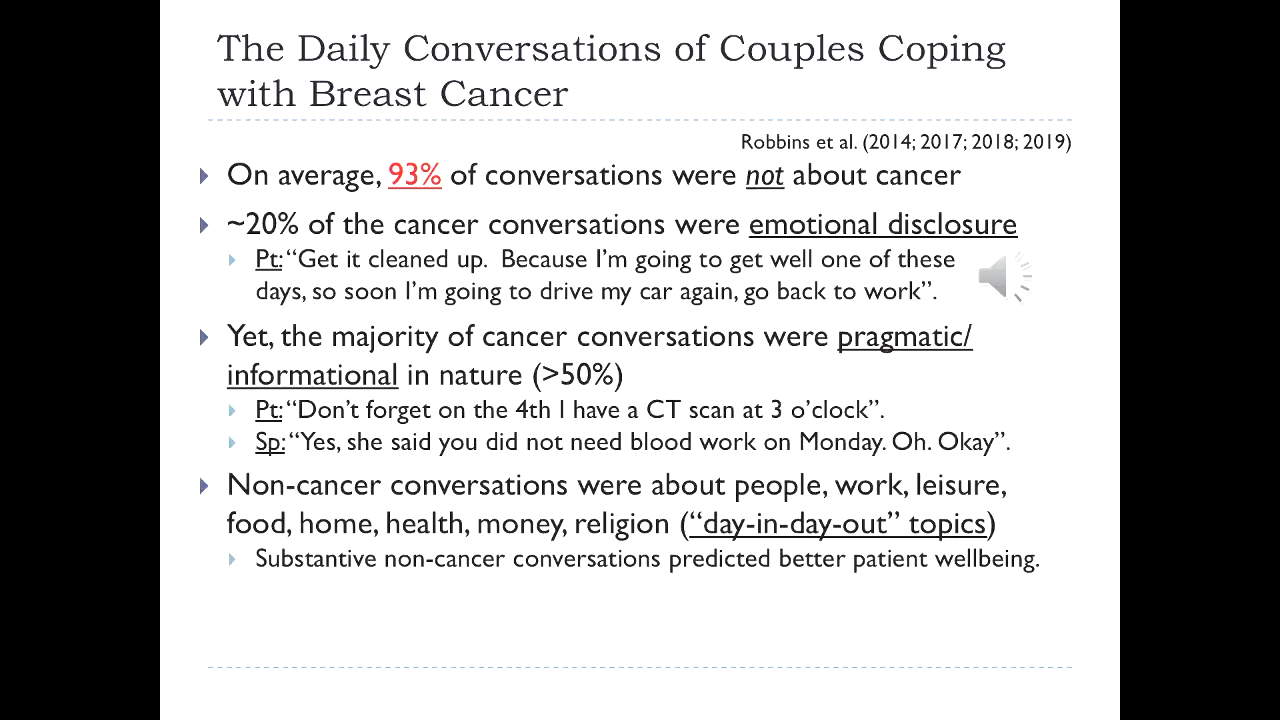 The Daily Conversations of Couples Coping
with Breast Cancer
Robbins et al. (2014; 2017; 2018; 2019)
On average, 93% of conversations were not about cancer
~20% of the cancer conversations were emotional disclosure
Pt: “Get it cleaned up.  Because I’m going to get well one of these
days, so soon I’m going to drive my car again, go back to work”.
Yet, the majority of cancer conversations were pragmatic/
informational in nature (>50%)
Pt: “Don’t forget on the 4th I have a CT scan at 3 o’clock”.
Sp: “Yes, she said you did not need blood work on Monday. Oh. Okay”.
Non-cancer conversations were about people, work, leisure,
food, home, health, money, religion (“day-in-day-out” topics)
Substantive non-cancer conversations predicted better patient wellbeing.